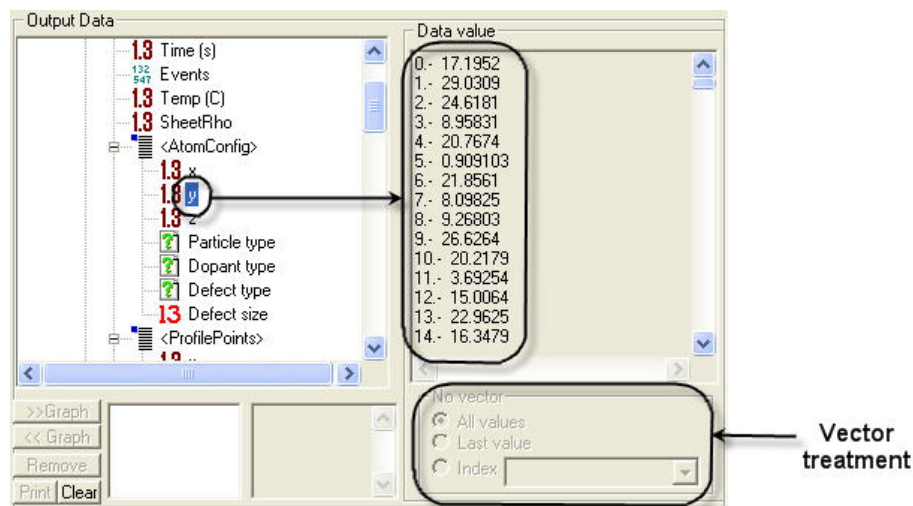 Output Data
1.3 Time (s)
132 547 Events
1.3 Temp (C)
1.3 SheetRho
<AtomConfig>
1.3 x
1.3 y
1.3 z
? Particle type
? Dopant type
? Defect type
13 Defect size
<ProfilePoints>
>>Graph
<< Graph
Remove
Print Clear
Data value
0.- 17.1952
1.- 29.0309
2.- 24.6181
3.- 8.95831
4.- 20.7674
5.- 0.909103
6.- 21.8561
7.- 8.09825
8.- 9.26803
9.- 26.6264
10.- 20.2179
11.- 3.69254
12.- 15.0064
13.- 22.9625
14.- 16.3479
No vector
All values
Last value
Index
Vector
treatment